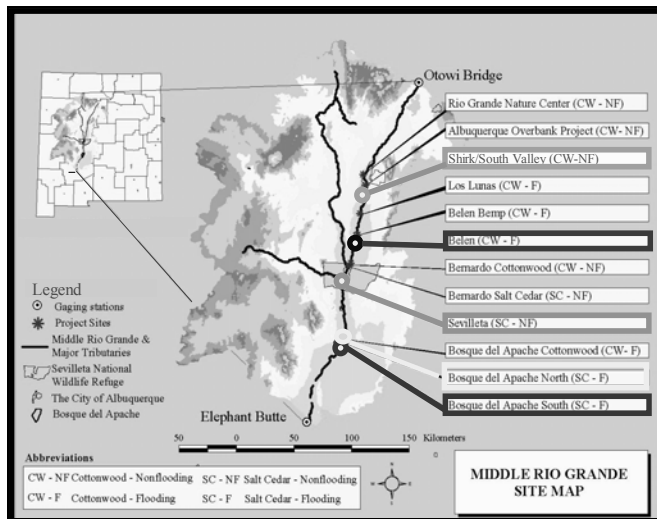 Otowi Bridge
Rio Grande Nature Center (CW - NF)
Albuquerque Overbank Project (CW- NF)
Shirk/South Valley (CW-NF)
Los Lunas (CW - F)
Belen Bemp (CW - F)
Belen (CW - F)
Bernardo Cottonwood (CW - NF)
Bernardo Salt Cedar (SC - NF)
Sevilleta (SC - NF)
Bosque del Apache Cottonwood (CW- F)
Bosque del Apache North (SC - F)
Bosque del Apache South (SC - F)
Legend
Gaging stations
Project Sites
Middle Rio Grande &
Major Tributaries
Sevilleta National
Wildlife Refuge
The City of Albuquerque
Bosque del Apache
Elephant Butte
50 0 50 100 150 Kilometers
Abbreviations
CW - NF Cottonwood - Nonflooding SC - NF Salt Cedar - Nonflooding
CW - F Cottonwood - Flooding SC - F Salt Cedar - Flooding
MIDDLE RIO GRANDE
SITE MAP